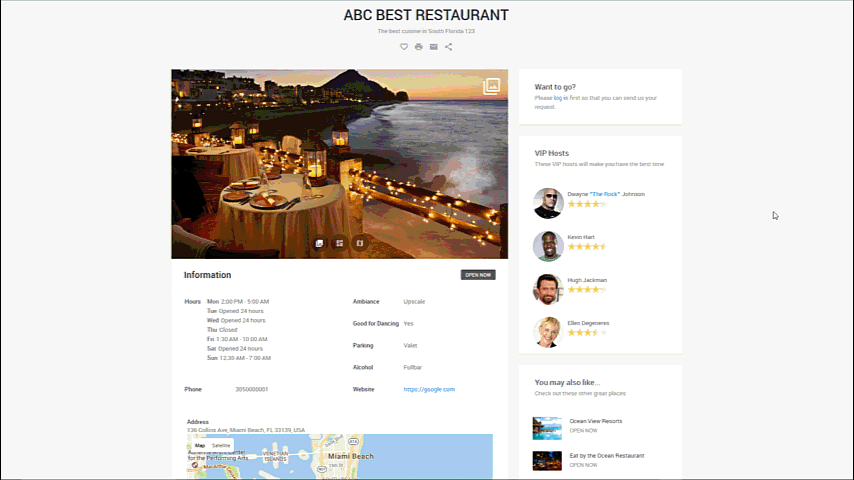 ABC BEST RESTAURANT
The best cuisine in South Florida 123
Want to go?
Please log in first so that you can send us your
request.
VIP Hosts
These VIP hosts will make you have the best time
Dwayne "The Rock" Johnson
Kevin Hart
Hugh Jackman
Ellen Degeneres
Information
OPEN NOW
Hours Mon 2:00 PM - 5:00 AM
Tue Opened 24 hours
Wed Opened 24 hours
Thu Closed
Fri 1:30 AM - 10:00 AM
Sat Opened 24 hours
Sun 12:30 AM - 7:00 AM
Ambiance Upscale
Good for Dancing Yes
Parking Valet
Alcohol Fullbar
Phone 3050000001
Website https://google.com
Address
136 Collins Ave, Miami Beach, FL 33139, USA
Map Satellite
for the Performing Arts
VENETIAN
ISLANDS
Miami Beach
You may also like...
Check out these other great places
Ocean View Resorts
OPEN NOW
Eat by the Ocean Restaurant
OPEN NOW